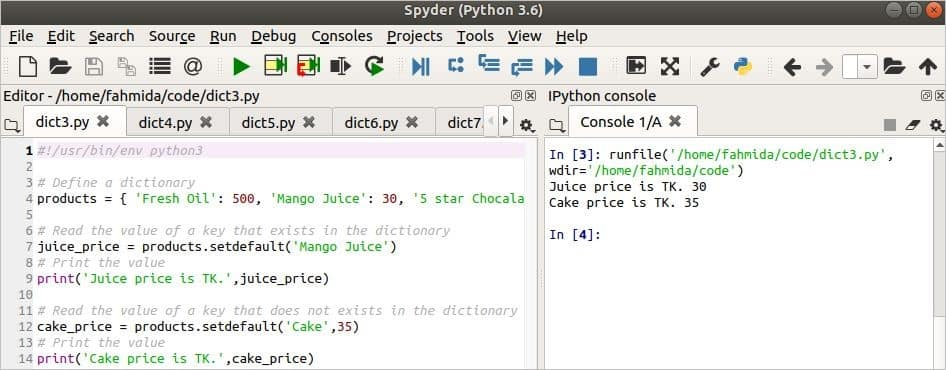 Spyder (Python 3.6)
File Edit Search Source Run Debug Consoles Projects Tools View Help
Editor - /home/fahmida/code/dict3.py
dict3.py dict4.py dict5.py dict6.py dict7.
1 #!/usr/bin/env python3
2
3 # Define a dictionary
4 products = { 'Fresh Oil': 500, 'Mango Juice': 30, '5 star Chocala
5
6 # Read the value of a key that exists in the dictionary
7 juice_price = products.setdefault('Mango Juice')
8 # Print the value
9 print('Juice price is TK.',juice_price)
10
11 # Read the value of a key that does not exists in the dictionary
12 cake_price = products.setdefault('Cake',35)
13 # Print the value
14 print('Cake price is TK.',cake_price)
IPython console
Console 1/A
In [3]: runfile('/home/fahmida/code/dict3.py',
wdir='/home/fahmida/code')
Juice price is TK. 30
Cake price is TK. 35
In [4]: